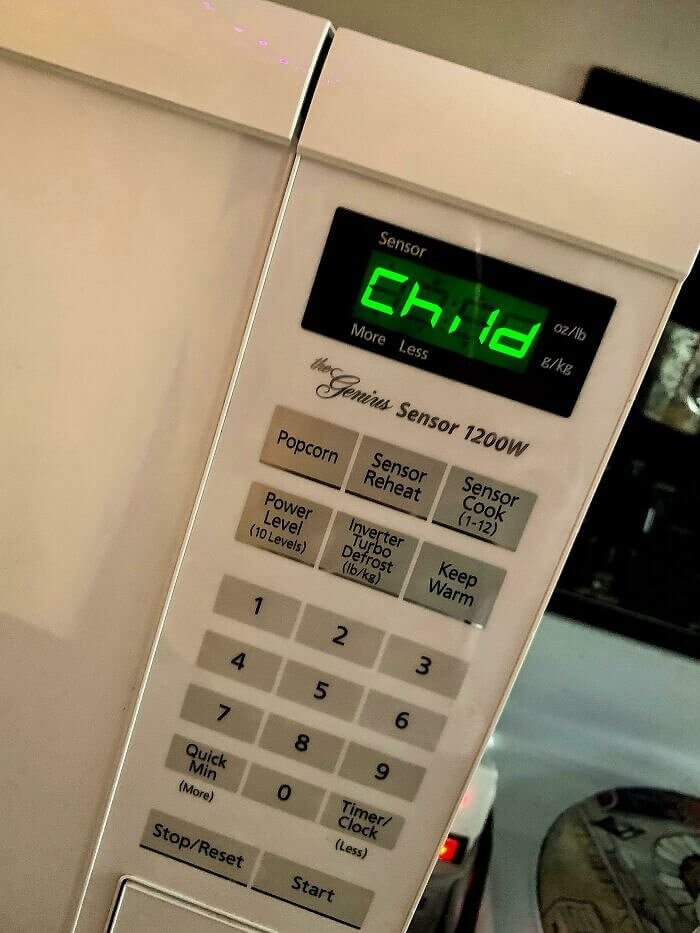 Sensor
Child
oz/lb
g/kg
More Less
the Genius Sensor 1200W
Popcorn
Sensor
Reheat
Sensor
Cook
(1-12)
Power
Level
(10 Levels)
Inverter
Turbo
Defrost
(lb/kg)
Keep
Warm
1 2 3
4 5 6
7 8 9
Quick
Min
(More)
0
Timer/
Clock
(Less)
Stop/Reset
Start